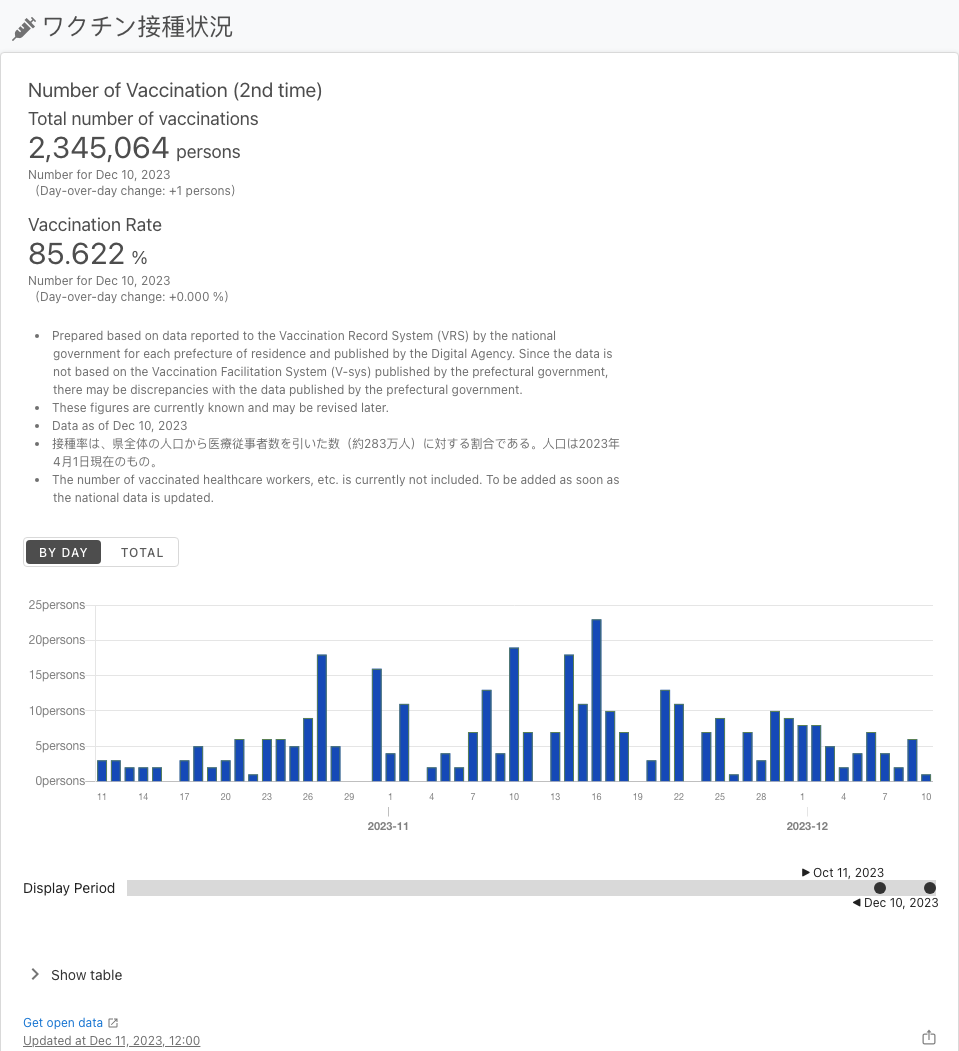 ワクチン接種状況
Number of Vaccination (2nd time)
Total number of vaccinations
2,345,064 persons
Number for Dec 10, 2023
（Day-over-day change: +1 persons）
Vaccination Rate
85.622 %
Number for Dec 10, 2023
（Day-over-day change: +0.000 %）
• Prepared based on data reported to the Vaccination Record System (VRS) by the national
government for each prefecture of residence and published by the Digital Agency. Since the data is
not based on the Vaccination Facilitation System (V-sys) published by the prefectural government,
there may be discrepancies with the data published by the prefectural government.
• These figures are currently known and may be revised later.
• Data as of Dec 10, 2023
• 接種率は、県全体の人口から医療従事者数を引いた数（約283万人）に対する割合である。人口は2023年
4月1日現在のもの。
• The number of vaccinated healthcare workers, etc. is currently not included. To be added as soon as
the national data is updated.
BY DAY TOTAL
25persons
20persons
15persons
10persons
5persons
0persons
11 14 17 20 23 26 29 1 4 7 10 13 16 19 22 25 28 1 4 7 10
2023-11 2023-12
Oct 11, 2023
Display Period
Dec 10, 2023
Show table
Get open data
Updated at Dec 11, 2023, 12:00